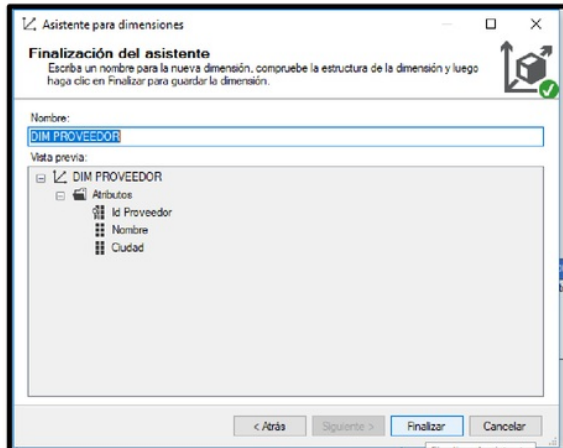 Asistente para dimensiones
Finalización del asistente
Escriba un nombre para la nueva dimensión, compruebe la estructura de la dimensión y luego
haga clic en Finalizar para guardar la dimensión.
Nombre:
DIM PROVEEDOR
Vista previa:
DIM PROVEEDOR
Atributos
Id Proveedor
Nombre
Ciudad
< Atrás
Siguiente >
Finalizar
Cancelar